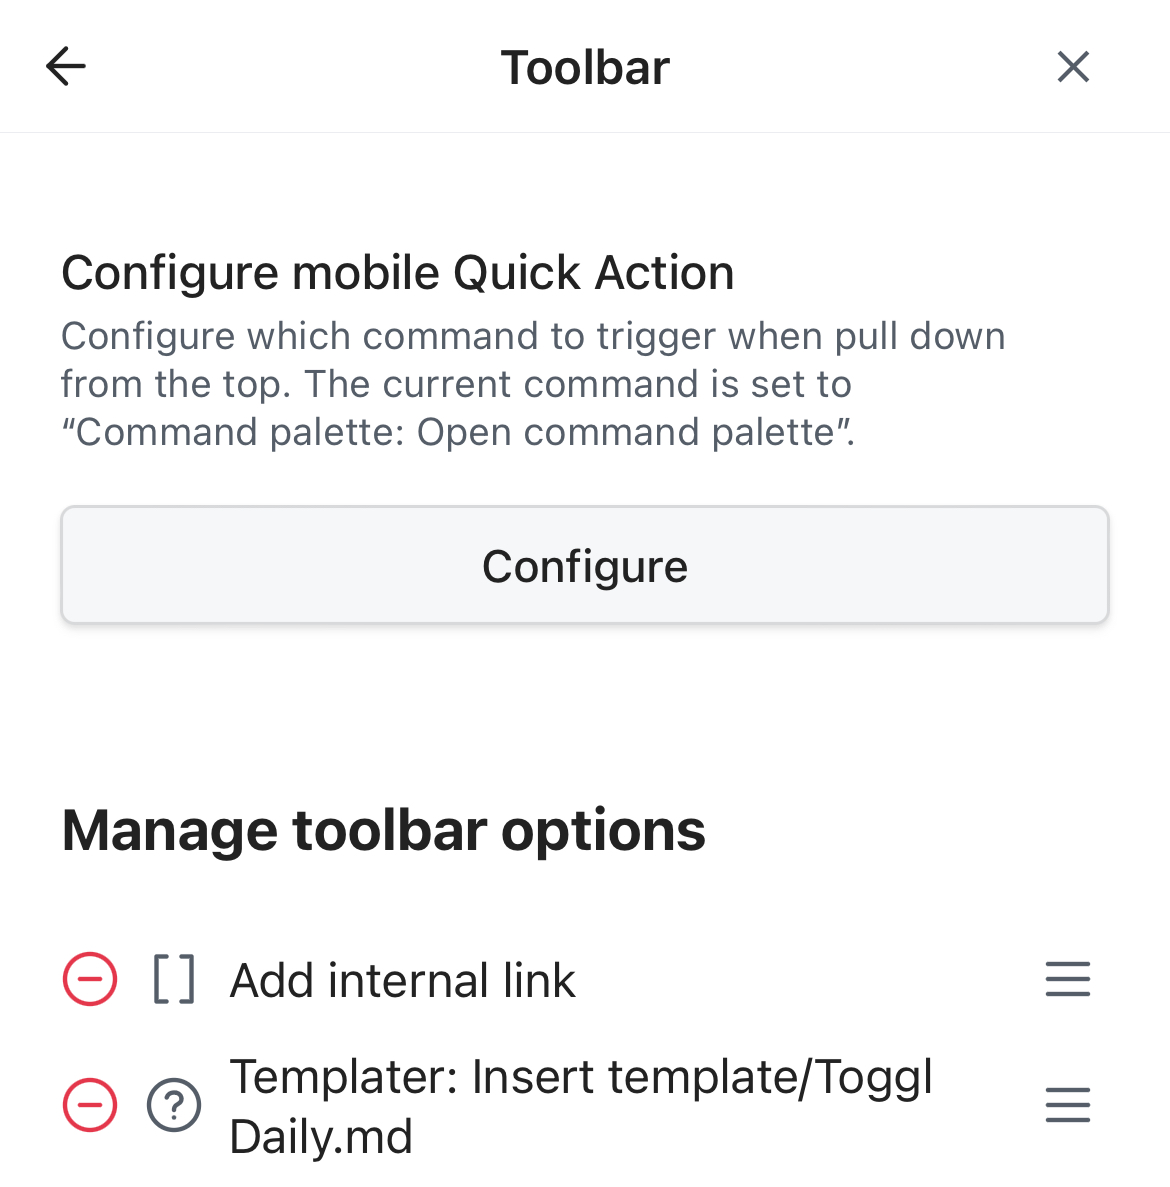 Toolbar
Configure mobile Quick Action
Configure which command to trigger when pull down
from the top. The current command is set to
“Command palette: Open command palette”.
Configure
Manage toolbar options
[] Add internal link
? Templater: Insert template/Toggl
Daily.md